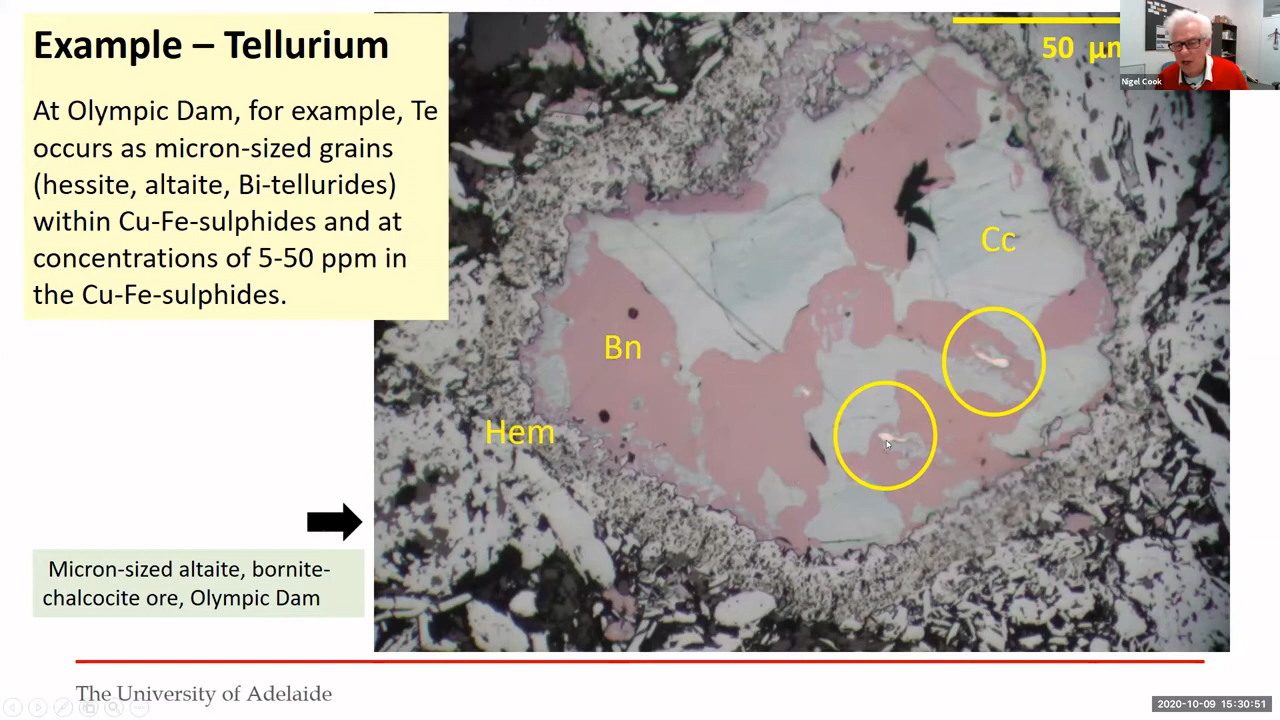 Example – Tellurium
At Olympic Dam, for example, Te
occurs as micron-sized grains
(hessite, altaite, Bi-tellurides)
within Cu-Fe-sulphides and at
concentrations of 5-50 ppm in
the Cu-Fe-sulphides.
50 µm
Nigel Cook
Cc
Bn
Hem
Micron-sized altaite, bornite-
chalcocite ore, Olympic Dam
The University of Adelaide
2020-10-09 15:30:51